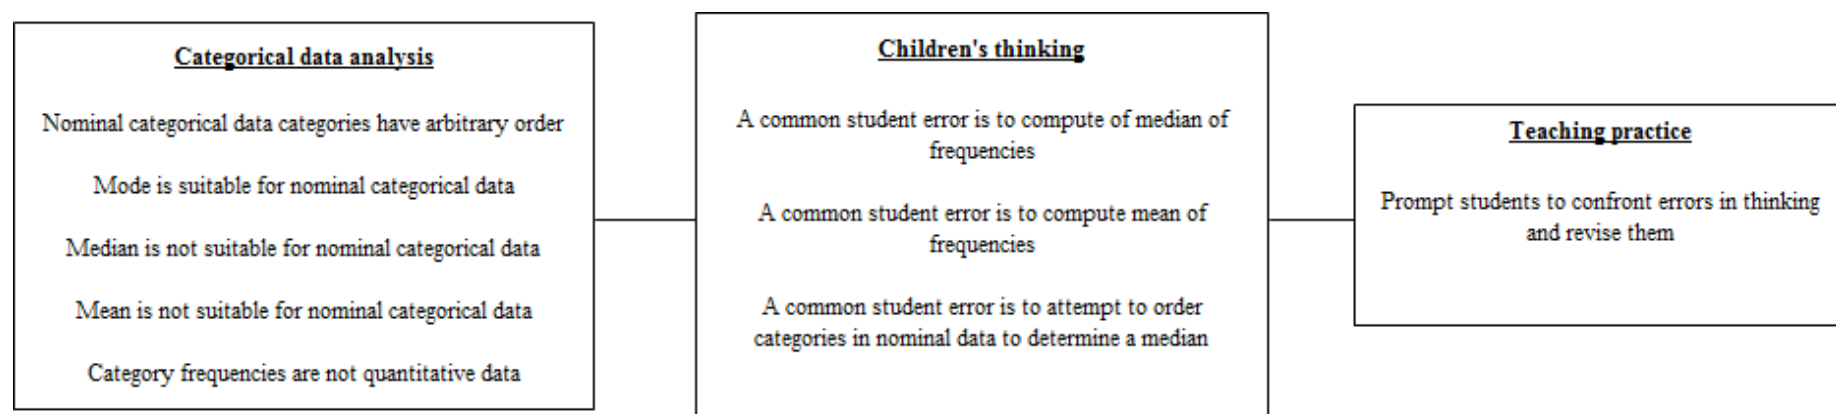 Categorical data analysis
Nominal categorical data categories have arbitrary order
Mode is suitable for nominal categorical data
Median is not suitable for nominal categorical data
Mean is not suitable for nominal categorical data
Category frequencies are not quantitative data
Children's thinking
A common student error is to compute of median of
frequencies
A common student error is to compute mean of
frequencies
A common student error is to attempt to order
categories in nominal data to determine a median
Teaching practice
Prompt students to confront errors in thinking
and revise them